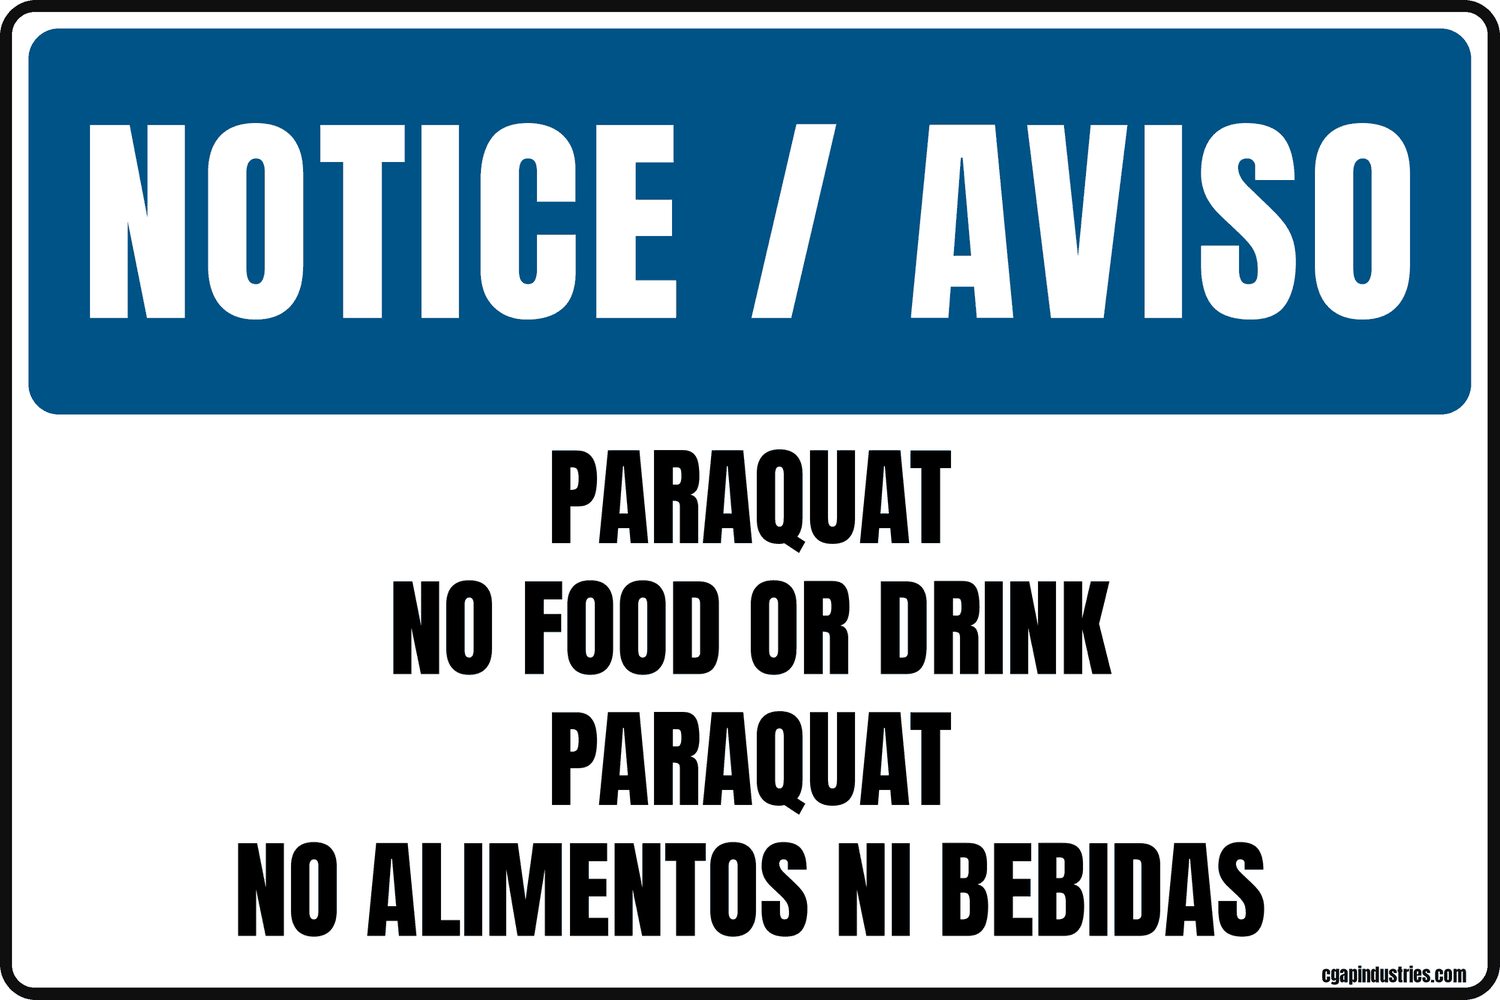 NOTICE / AVISO
PARAQUAT
NO FOOD OR DRINK
PARAQUAT
NO ALIMENTOS NI BEBIDAS
cgapindustries.com